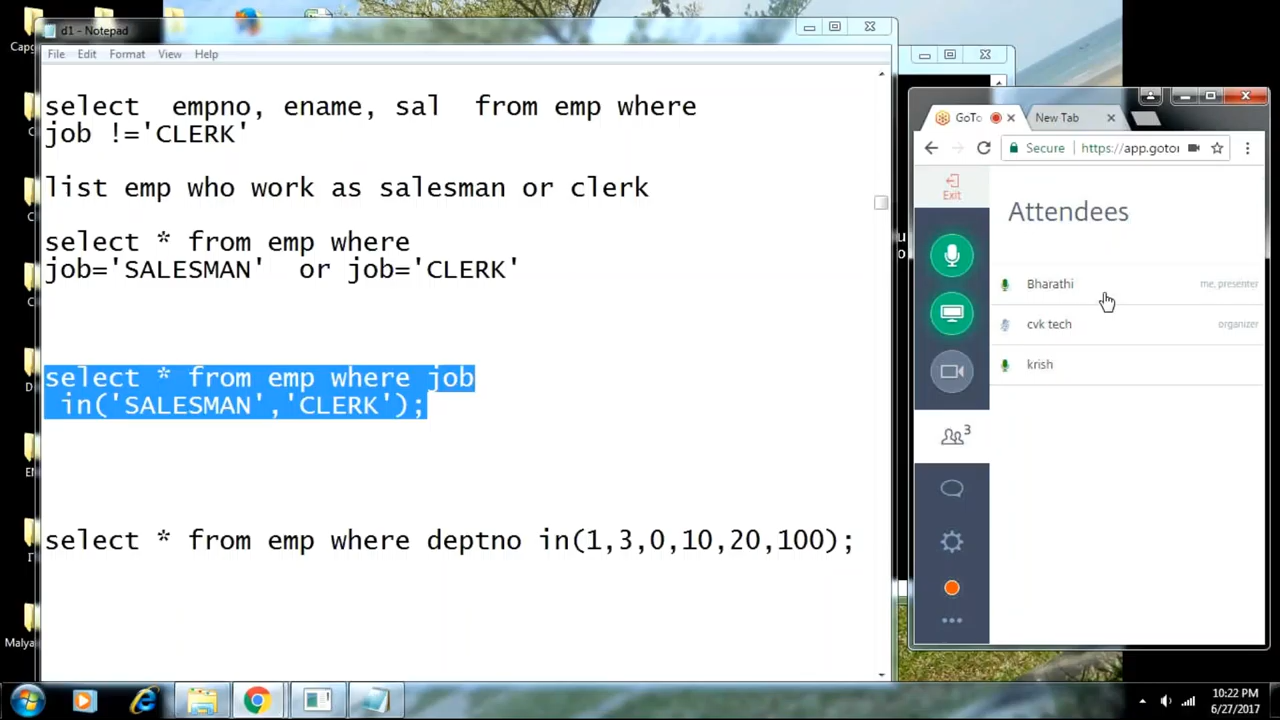 d1 - Notepad
File Edit Format View Help
select  empno, ename, sal  from emp where
job !='CLERK'
list emp who work as salesman or clerk
select * from emp where
job='SALESMAN'  or job='CLERK'
select * from emp where job
in('SALESMAN','CLERK');
select * from emp where deptno in(1,3,0,10,20,100);
GoTo
New Tab
Secure https://app.goto
Exit
Attendees
Bharathi me, presenter
cvk tech organizer
krish
3
Malya
10:22 PM
6/27/2017